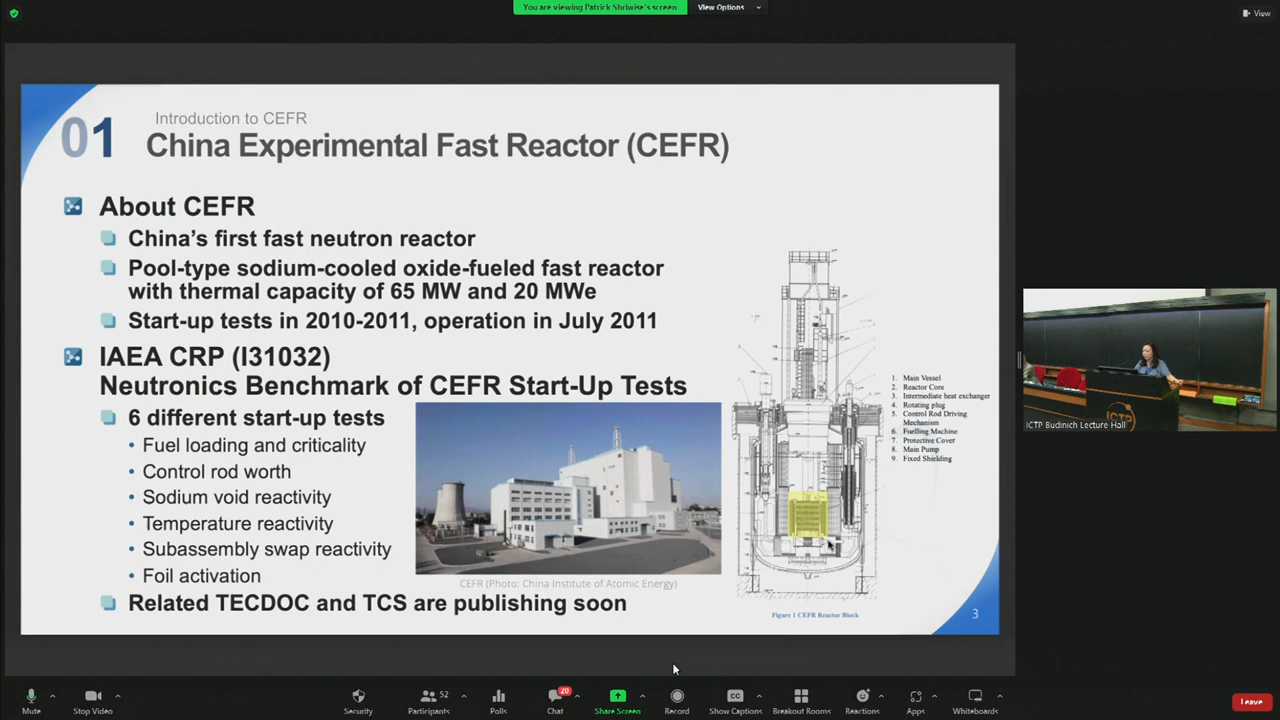 You are viewing Patrick Shriwise's screen
View Options
View
01
Introduction to CEFR
China Experimental Fast Reactor (CEFR)
About CEFR
China's first fast neutron reactor
Pool-type sodium-cooled oxide-fueled fast reactor
with thermal capacity of 65 MW and 20 MWe
Start-up tests in 2010-2011, operation in July 2011
IAEA CRP (I31032)
Neutronics Benchmark of CEFR Start-Up Tests
6 different start-up tests
• Fuel loading and criticality
• Control rod worth
• Sodium void reactivity
• Temperature reactivity
• Subassembly swap reactivity
• Foil activation
Related TECDOC and TCS are publishing soon
CEFR (Photo: China Institute of Atomic Energy)
1. Main Vessel
2. Reactor Core
3. Intermediate heat exchanger
4. Rotating plug
5. Control Rod Driving
Mechanism
6. Fuelling Machine
7. Protective Cover
8. Main Pump
9. Fixed Shielding
Figure 1 CEFR Reactor Block
3
ICTP
ICTP Budinich Lecture Hall
Mute
Stop Video
Security
Participants
52
Polls
Chat
20
Share Screen
Record
Show Captions
Breakout Rooms
Reactions
Apps
Whiteboards
Leave